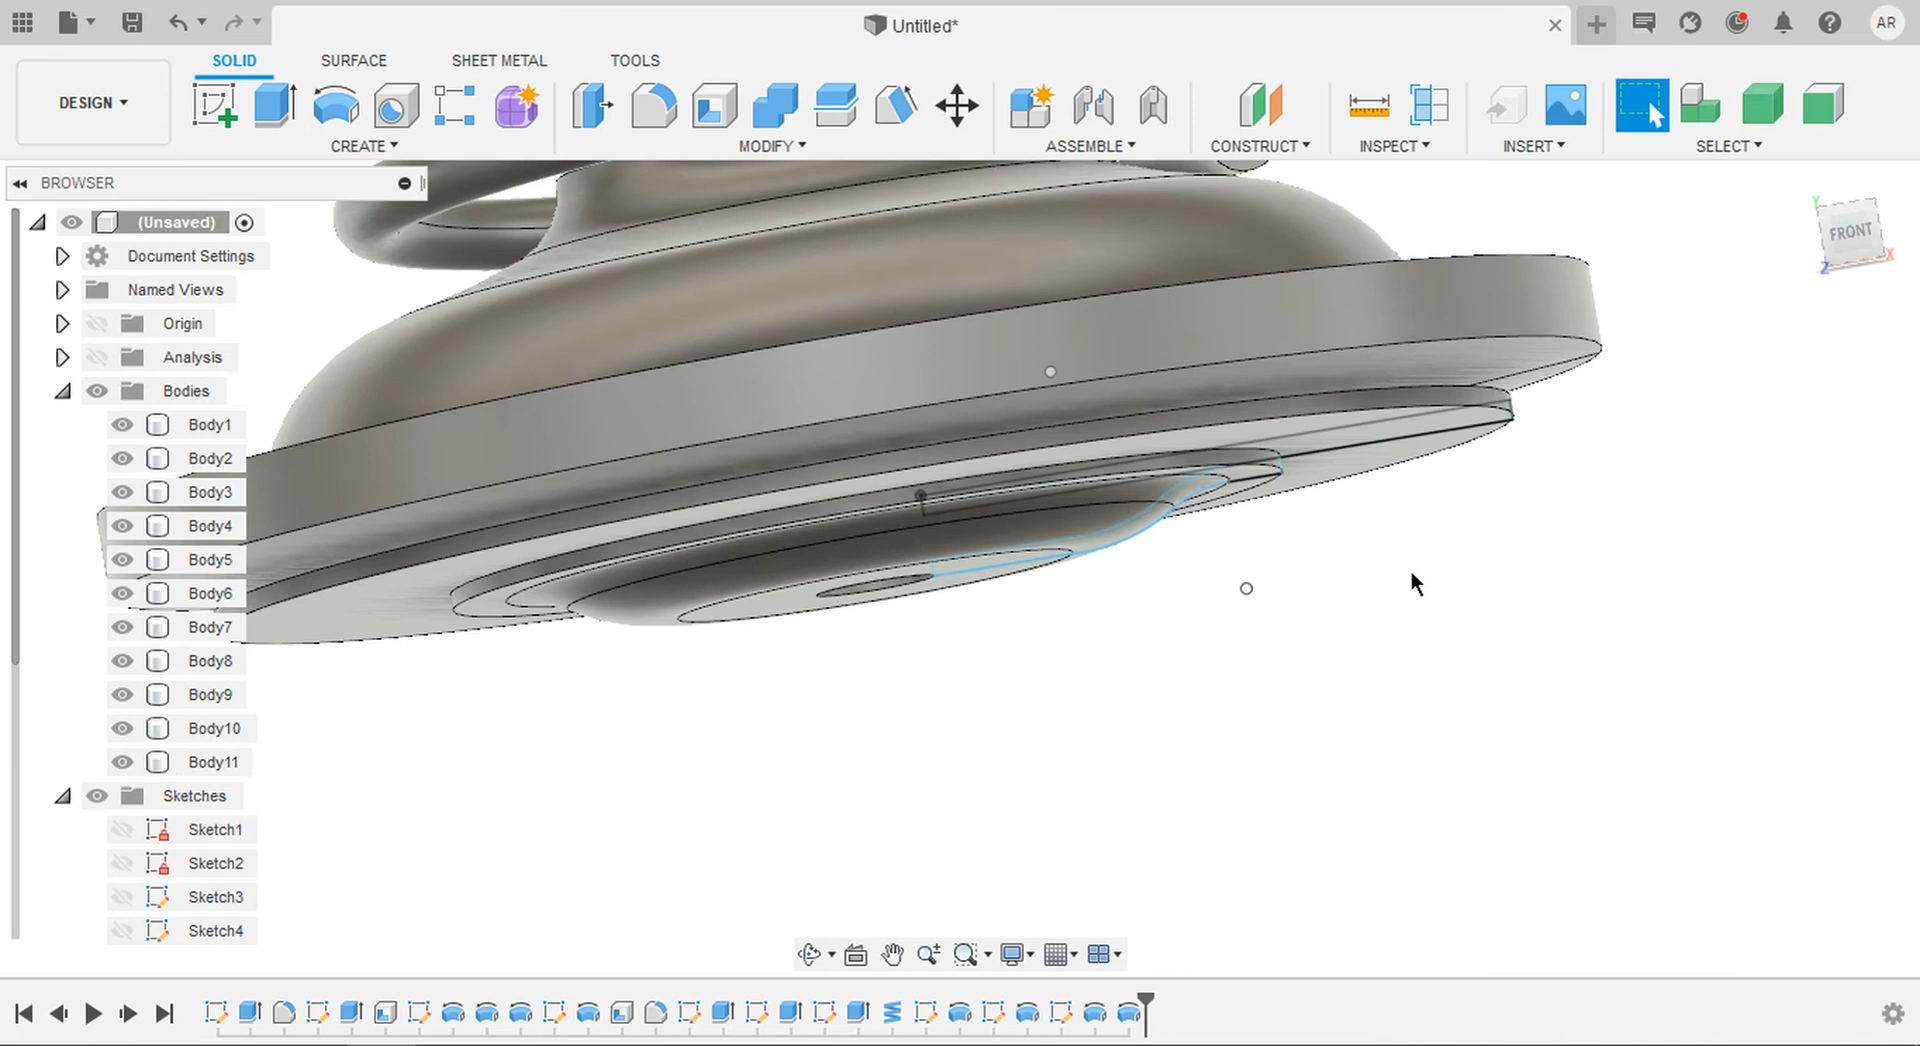 Untitled*
AR
DESIGN
SOLID
SURFACE
SHEET METAL
TOOLS
CREATE
MODIFY
ASSEMBLE
CONSTRUCT
INSPECT
INSERT
SELECT
BROWSER
(Unsaved)
Document Settings
Named Views
Origin
Analysis
Bodies
Body1
Body2
Body3
Body4
Body5
Body6
Body7
Body8
Body9
Body10
Body11
Sketches
Sketch1
Sketch2
Sketch3
Sketch4
Y
FRONT
Z
X